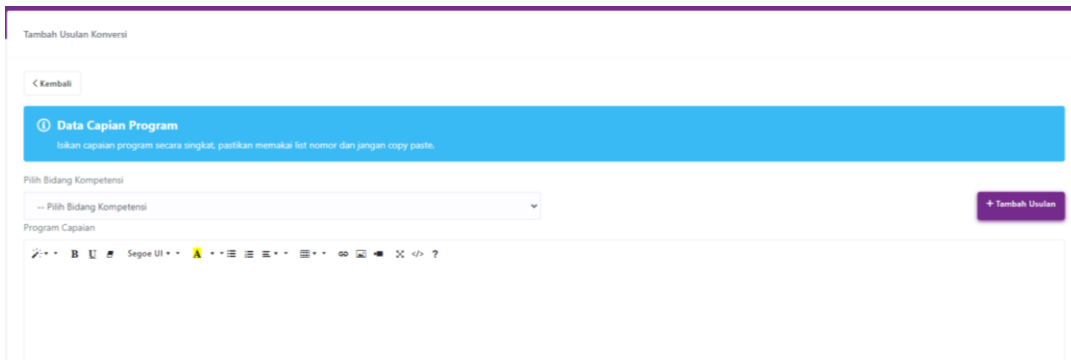 Tambah Usulan Konversi
< Kembali
Data Capian Program
Isikan capaian program secara singkat, pastikan memakai list nomor dan jangan copy paste.
Pilih Bidang Kompetensi
-- Pilih Bidang Kompetensi
+ Tambah Usulan
Program Capaian
B U Segoe UI A </> ?